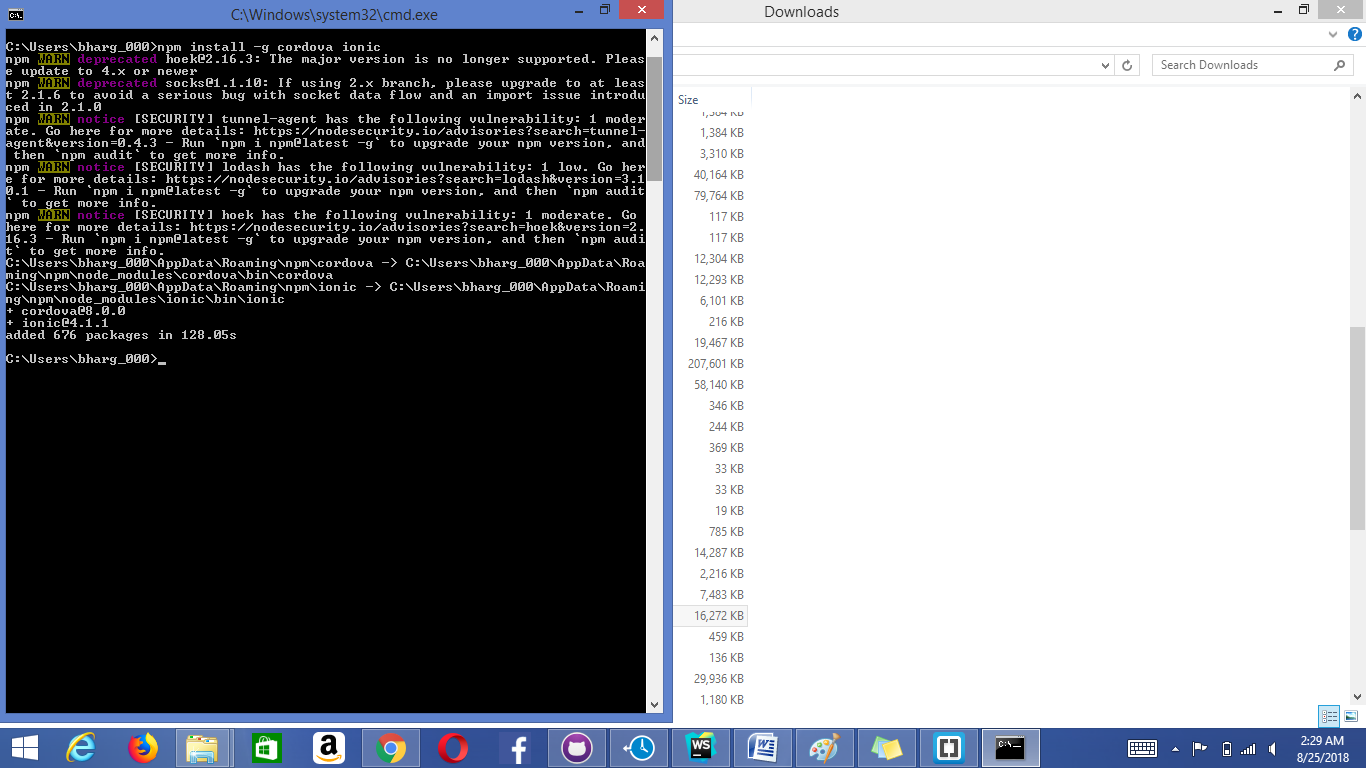 C:\Windows\system32\cmd.exe
C:\Users\bharg_000>npm install -g cordova ionic
npm WARN deprecated hoek@2.16.3: The major version is no longer supported. Pleas
e update to 4.x or newer
npm WARN deprecated socks@1.1.10: If using 2.x branch, please upgrade to at leas
t 2.1.6 to avoid a serious bug with socket data flow and an import issue introdu
ced in 2.1.0
npm WARN notice [SECURITY] tunnel-agent has the following vulnerability: 1 moder
ate. Go here for more details: https://nodesecurity.io/advisories?search=tunnel-
agent&version=0.4.3 - Run `npm i npm@latest -g` to upgrade your npm version, and
 then `npm audit` to get more info.
npm WARN notice [SECURITY] lodash has the following vulnerability: 1 low. Go her
e for more details: https://nodesecurity.io/advisories?search=lodash&version=3.1
0.1 - Run `npm i npm@latest -g` to upgrade your npm version, and then `npm audit
` to get more info.
npm WARN notice [SECURITY] hoek has the following vulnerability: 1 moderate. Go
here for more details: https://nodesecurity.io/advisories?search=hoek&version=2.
16.3 - Run `npm i npm@latest -g` to upgrade your npm version, and then `npm audi
t` to get more info.
C:\Users\bharg_000\AppData\Roaming\npm\cordova -> C:\Users\bharg_000\AppData\Roa
ming\npm\node_modules\cordova\bin\cordova
C:\Users\bharg_000\AppData\Roaming\npm\ionic -> C:\Users\bharg_000\AppData\Roami
ng\npm\node_modules\ionic\bin\ionic
+ cordova@8.0.0
+ ionic@4.1.1
added 676 packages in 128.05s
C:\Users\bharg_000>_
Downloads
Search Downloads
Size
1,384 KB
1,384 KB
3,310 KB
40,164 KB
79,764 KB
117 KB
117 KB
12,304 KB
12,293 KB
6,101 KB
216 KB
19,467 KB
207,601 KB
58,140 KB
346 KB
244 KB
369 KB
33 KB
33 KB
19 KB
785 KB
14,287 KB
2,216 KB
7,483 KB
16,272 KB
459 KB
136 KB
29,936 KB
1,180 KB
2:29 AM
8/25/2018